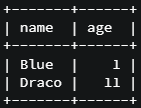 +-------+------+
| name  | age  |
+-------+------+
| Blue  |    1 |
| Draco |   11 |
+-------+------+